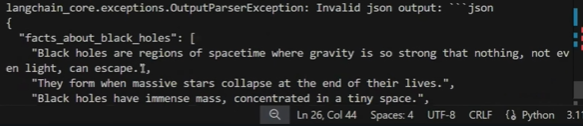 langchain_core.exceptions.OutputParserException: Invalid json output: ```json
{
  "facts_about_black_holes": [
    "Black holes are regions of spacetime where gravity is so strong that nothing, not ev
en light, can escape.",
    "They form when massive stars collapse at the end of their lives.",
    "Black holes have immense mass, concentrated in a tiny space.",
Ln 26, Col 44 Spaces: 4 UTF-8 CRLF {} Python 3.1